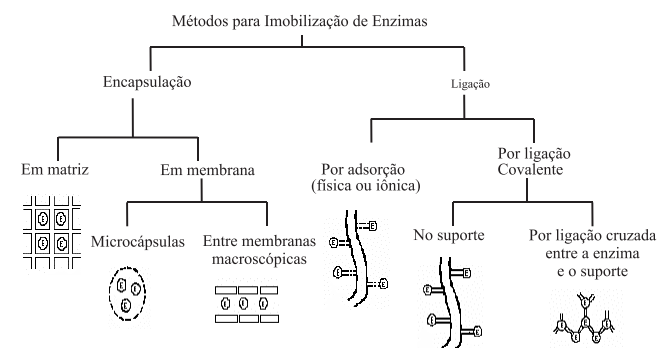 Métodos para Imobilização de Enzimas
Encapsulação
Ligação
Em matriz
Em membrana
Por adsorção
(física ou iônica)
Por ligação
Covalente
Microcápsulas
Entre membranas
macroscópicas
No suporte
Por ligação cruzada
entre a enzima
e o suporte
E E
E E
E E
E
E E E
E
E
E
E
E
E
E
E
E
E E E